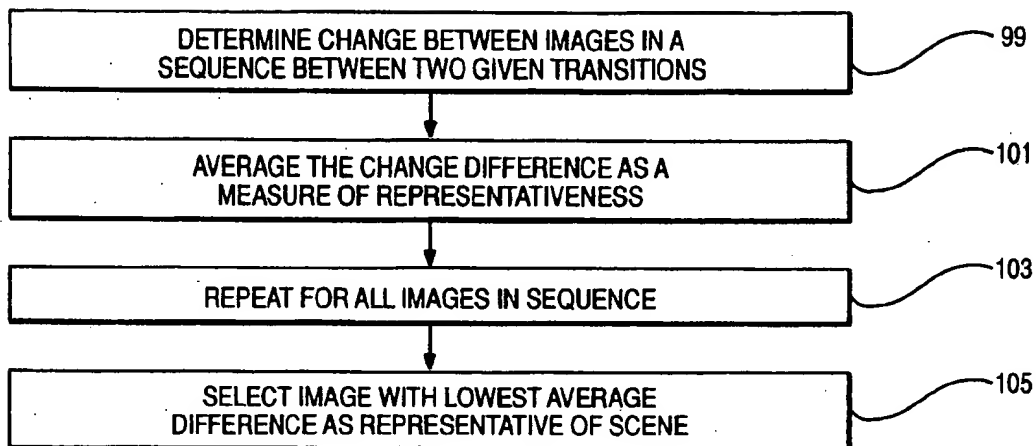 DETERMINE CHANGE BETWEEN IMAGES IN A
SEQUENCE BETWEEN TWO GIVEN TRANSITIONS
99
AVERAGE THE CHANGE DIFFERENCE AS A
MEASURE OF REPRESENTATIVENESS
101
REPEAT FOR ALL IMAGES IN SEQUENCE
103
SELECT IMAGE WITH LOWEST AVERAGE
DIFFERENCE AS REPRESENTATIVE OF SCENE
105